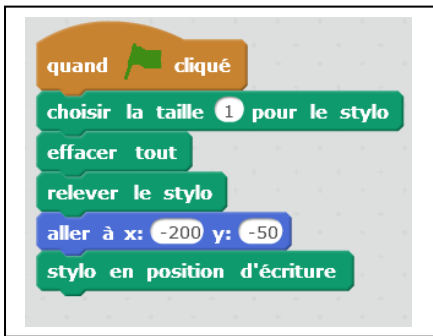 quand cliqué
choisir la taille 1 pour le stylo
effacer tout
relever le stylo
aller à x: -200 y: -50
stylo en position d'écriture